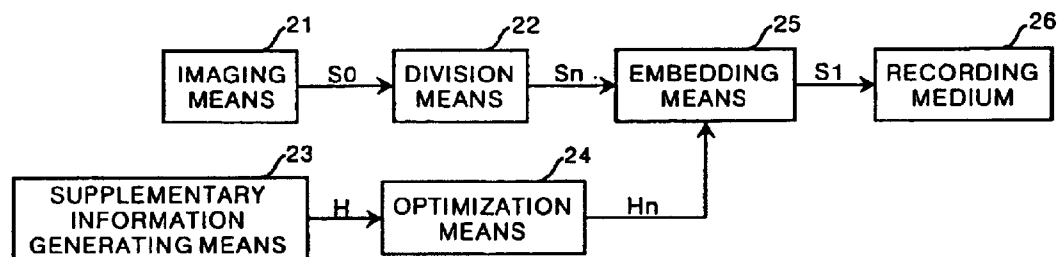 21
22
25
26
IMAGING
MEANS
S0
DIVISION
MEANS
Sn
EMBEDDING
MEANS
S1
RECORDING
MEDIUM
23
24
SUPPLEMENTARY
INFORMATION
GENERATING MEANS
H
OPTIMIZATION
MEANS
Hn